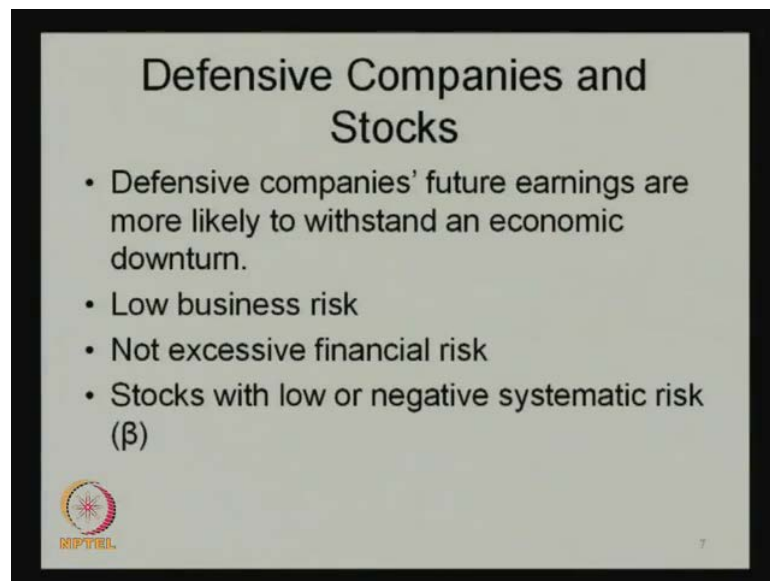 Defensive Companies and
Stocks
• Defensive companies' future earnings are
more likely to withstand an economic
downturn.
• Low business risk
• Not excessive financial risk
• Stocks with low or negative systematic risk
(β)
NPTEL
7